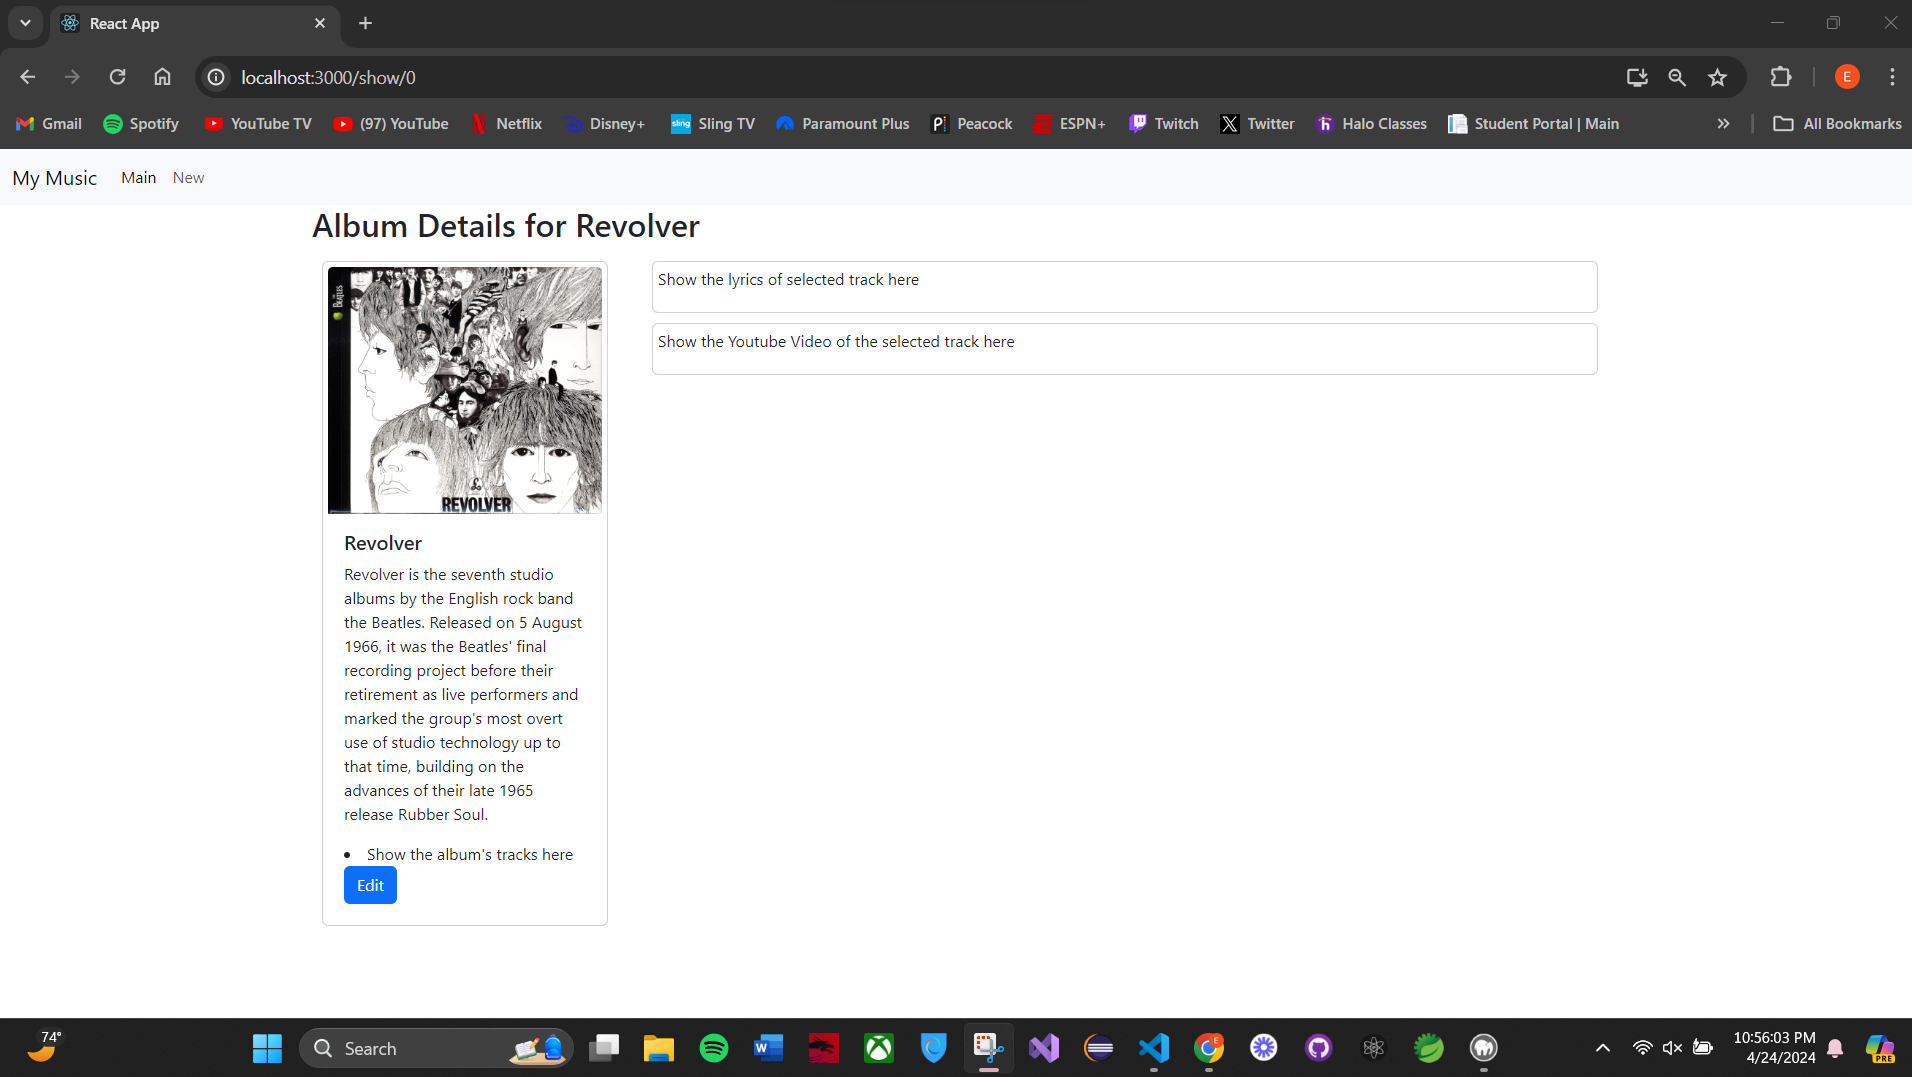 React App
localhost:3000/show/0
E
Gmail
Spotify
YouTube TV
(97) YouTube
Netflix
Disney+
sling
Sling TV
Paramount Plus
Peacock
ESPN+
Twitch
Twitter
Halo Classes
Student Portal | Main
All Bookmarks
My Music
Main
New
Album Details for Revolver
BEATLES
REVOLVER
Show the lyrics of selected track here
Show the Youtube Video of the selected track here
Revolver
Revolver is the seventh studio
albums by the English rock band
the Beatles. Released on 5 August
1966, it was the Beatles' final
recording project before their
retirement as live performers and
marked the group's most overt
use of studio technology up to
that time, building on the
advances of their late 1965
release Rubber Soul.
Show the album's tracks here
Edit
74°
Search
10:56:03 PM
4/24/2024
PRE